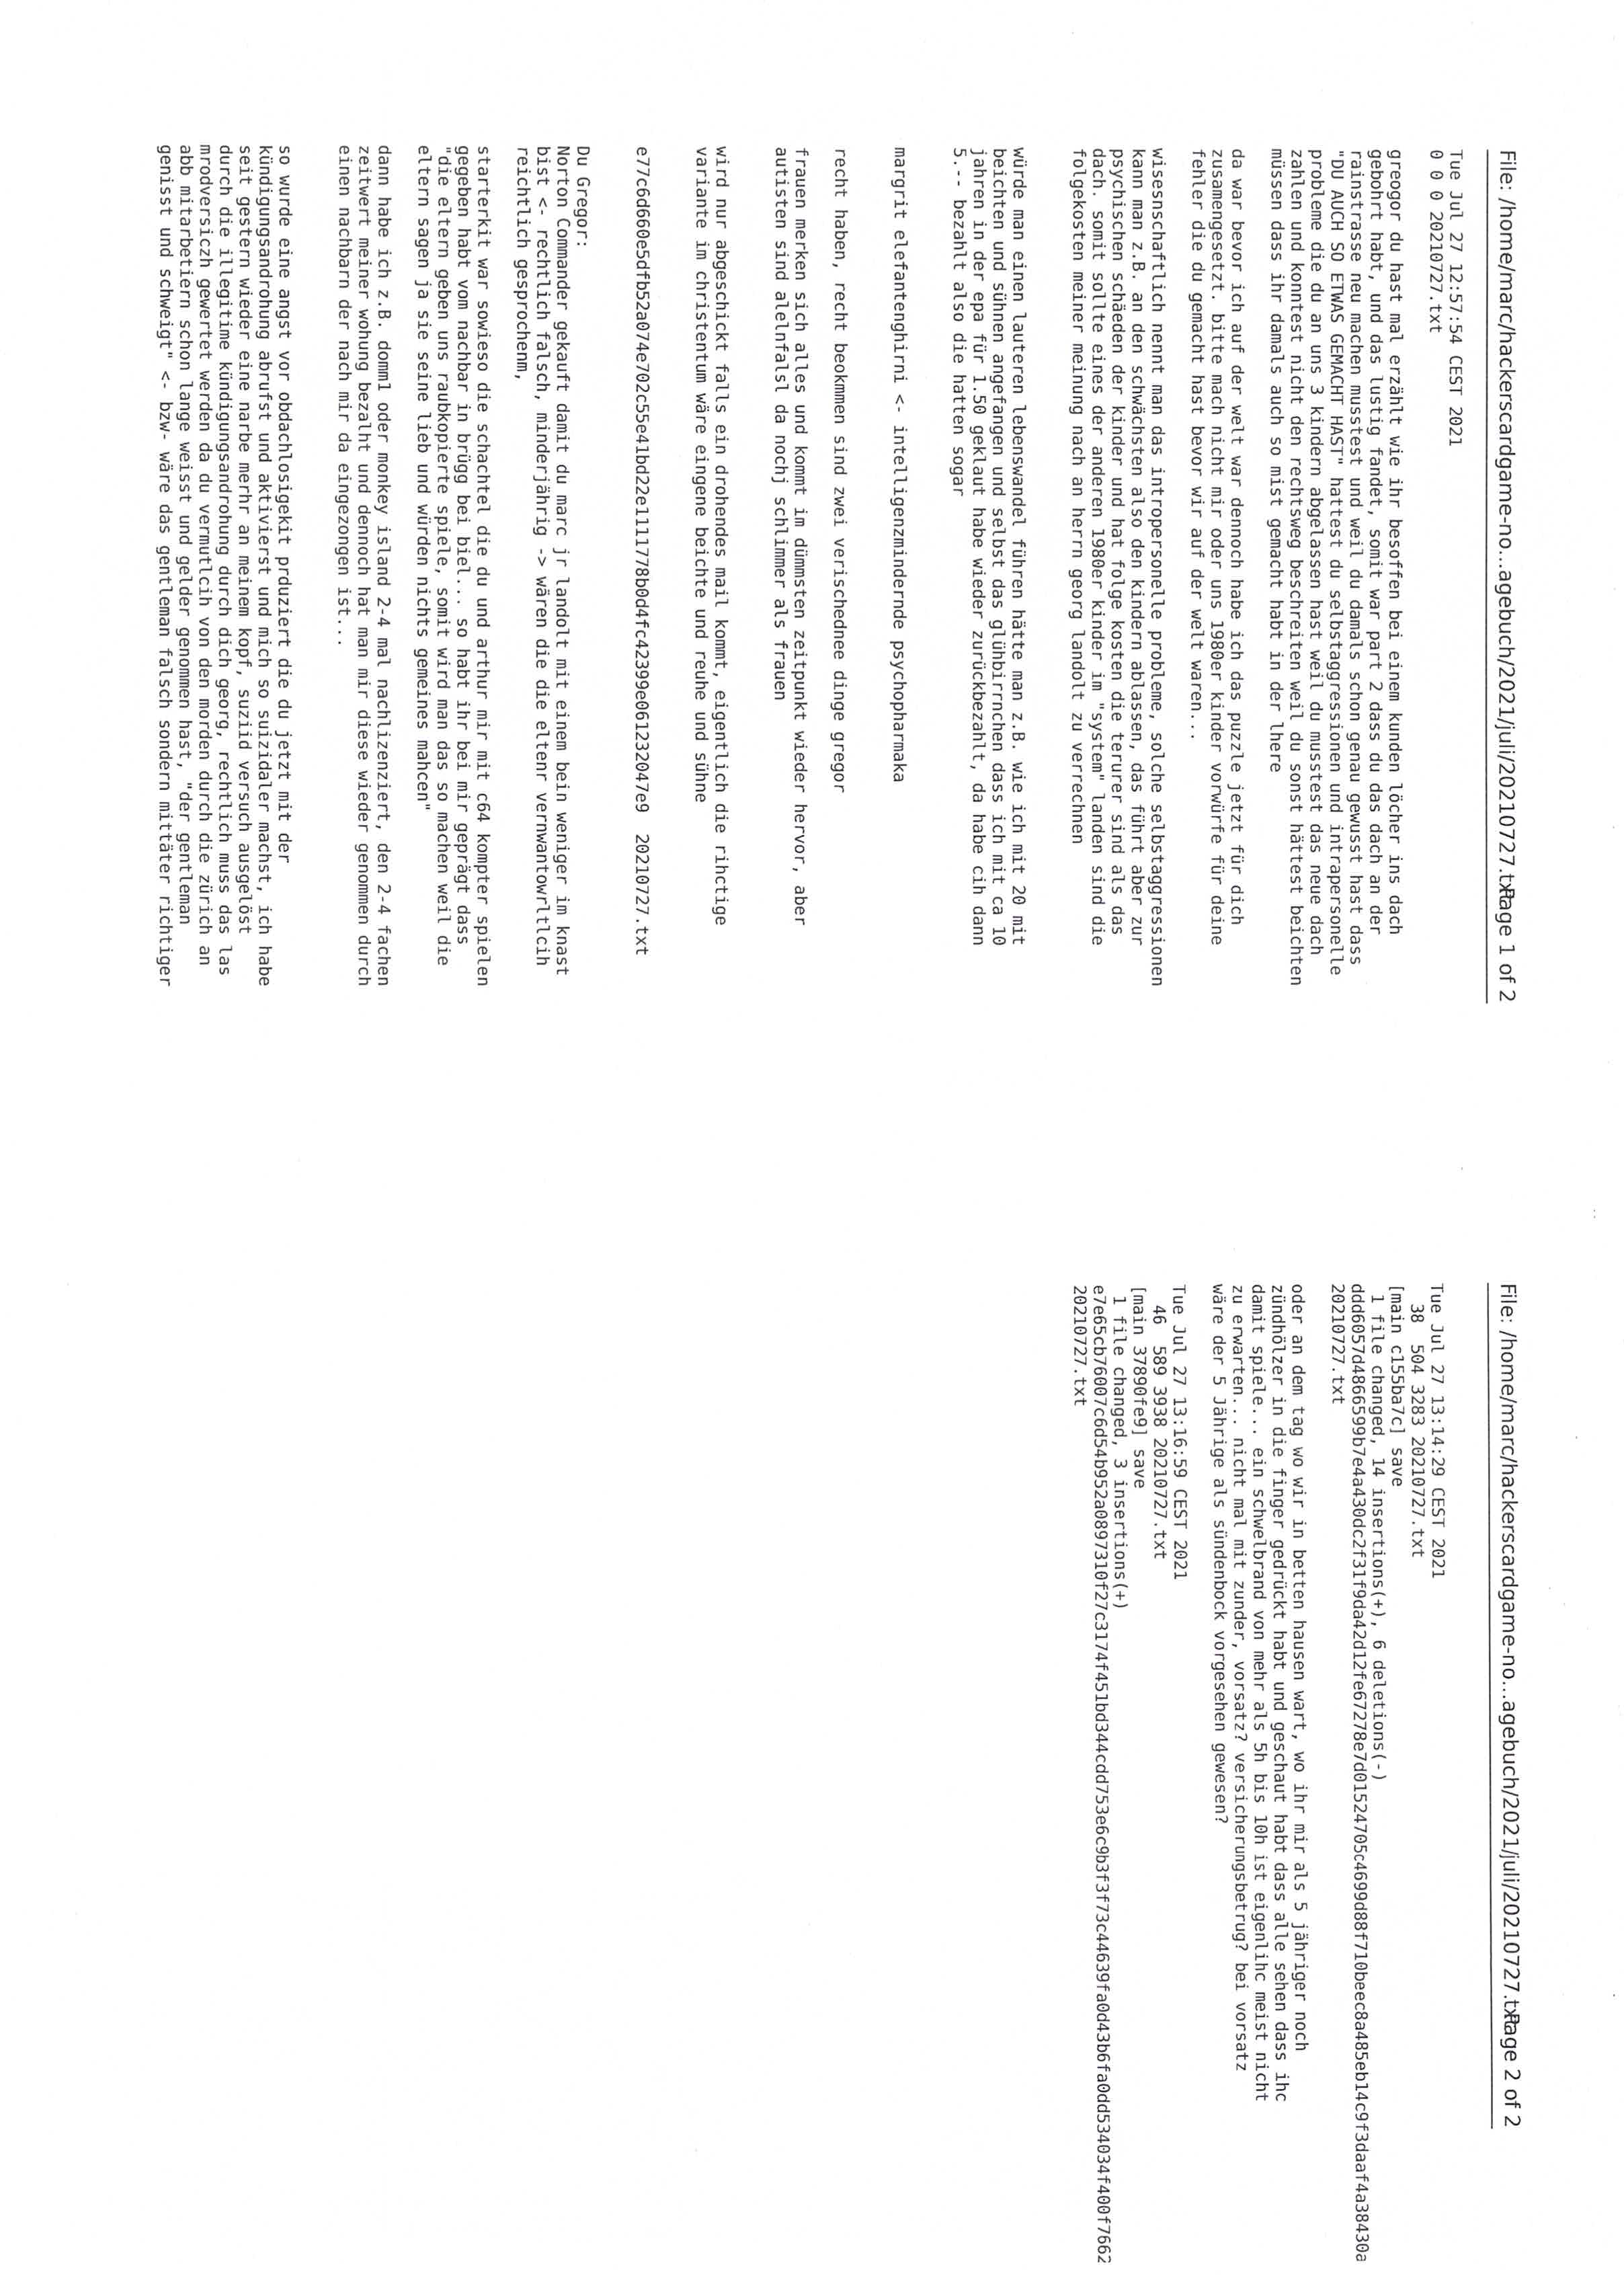 File: /home/marc/hackerscardgame-no...agebuch/2021/juli/20210727.txt Page 1 of 2
Tue Jul 27 12:57:54 CEST 2021
0 0 0 20210727.txt
greogor du hast mal erzählt wie ihr besoffen bei einem kunden löcher ins dach
gebohrt habt, und das lustig fandet, somit war part 2 dass du das dach an der
rainstrasse neu machen musstest und weil du damals schon genau gewusst hast dass
"DU AUCH SO ETWAS GEMACHT HAST" hattest du selbstaggressionen und intrapersonelle
probleme die du an uns 3 kindern abgelassen hast weil du musstest das neue dach
zahlen und konntest nicht den rechtsweg beschreiten weil du sonst hättest beichten
müssen dass ihr damals auch so mist gemacht habt in der lhere
da war bevor ich auf der welt war dennoch habe ich das puzzle jetzt für dich
zusamengesetzt. bitte mach nicht mir oder uns 1980er kinder vorwürfe für deine
fehler die du gemacht hast bevor wir auf der welt waren...
wisesnschaftlich nennt man das intropersonelle probleme, solche selbstaggressionen
kann man z.B. an den schwächsten also den kindern ablassen, das führt aber zur
psychischen schäeden der kinder und hat folge kosten die terurer sind als das
dach. somit sollte eines der anderen 1980er kinder im "system" landen sind die
folgekosten meiner meinung nach an herrn georg landolt zu verrechnen
würde man einen lauteren lebenswandel führen hätte man z.B. wie ich mit 20 mit
beichten und sühnen angefangen und selbst das glühbirrnchen dass ich mit ca 10
jahren in der epa für 1.50 geklaut habe wieder zurückbezahlt, da habe cih dann
5.-- bezahlt also die hatten sogar
margrit elefantenghirni <- intelligenzmindernde psychopharmaka
recht haben, recht beokmmen sind zwei verischednee dinge gregor
frauen merken sich alles und kommt im dümmsten zeitpunkt wieder hervor, aber
autisten sind alelnfalsl da nochj schlimmer als frauen
wird nur abgeschickt falls ein drohendes mail kommt, eigentlich die rihctige
variante im christentum wäre eingene beichte und reuhe und sühne
e77c6d660e5dfb52a074e702c55e41bd22e111178b0d4fc42399e061232047e9  20210727.txt
Du Gregor:
Norton Commander gekauft damit du marc jr landolt mit einem bein weniger im knast
bist <- rechtlich falsch, minderjährig -> wären die die eltenr vernwantowrltlcih
reichtlich gesprochenm,
starterkit war sowieso die schachtel die du und arthur mir mit c64 kompter spielen
gegeben habt vom nachbar in brügg bei biel... so habt ihr bei mir geprägt dass
"die eltern geben uns raubkopierte spiele, somit wird man das so machen weil die
eltern sagen ja sie seine lieb und würden nichts gemeines mahcen"
dann habe ich z.B. domm1 oder monkey island 2-4 mal nachlizenziert, den 2-4 fachen
zeitwert meiner wohung bezalht und dennoch hat man mir diese wieder genommen durch
einen nachbarn der nach mir da eingezongen ist...
so wurde eine angst vor obdachlosigekit prduziert die du jetzt mit der
kündigungsandrohung abrufst und aktivierst und mich so suizidaler machst, ich habe
seit gestern wieder eine narbe merhr an meinem kopf, suziid versuch ausgelöst
durch die illegitime kündigungsandrohung durch dich georg, rechtlich muss das las
mrodversiczh gewertet werden da du vermutlcih von den morden durch die zürich an
abb mitarbetiern schon lange weisst und gelder genommen hast, "der gentleman
genisst und schweigt" <- bzw- wäre das gentleman falsch sondern mittäter richtiger
File: /home/marc/hackerscardgame-no...agebuch/2021/juli/20210727.txt Page 2 of 2
Tue Jul 27 13:14:29 CEST 2021
38  504 3283 20210727.txt
[main c155ba7c] save
1 file changed, 14 insertions(+), 6 deletions(-)
ddd6057d4866599b7e4a430dc2f31f9da42d12fe67278e7d01524705c4699d88f710beec8a485eb14c9f3daaf4a38430a
20210727.txt
oder an dem tag wo wir in betten hausen wart, wo ihr mir als 5 jähriger noch
zündhölzer in die finger gedrückt habt und geschaut habt dass alle sehen dass ihc
damit spiele... ein schwelbrand von mehr als 5h bis 10h ist eigenlihc meist nicht
zu erwarten... nicht mal mit zunder, vorsatz? versicherungsbetrug? bei vorsatz
wäre der 5 Jährige als sündenbock vorgesehen gewesen?
Tue Jul 27 13:16:59 CEST 2021
46  589 3938 20210727.txt
[main 37890fe9] save
1 file changed, 3 insertions(+)
e7e65cb76007c6d54b952a0897310f27c3174f451bd344cdd753e6c9b3f3f73c44639fa0d43b6fa0dd534034f400f7662
20210727.txt